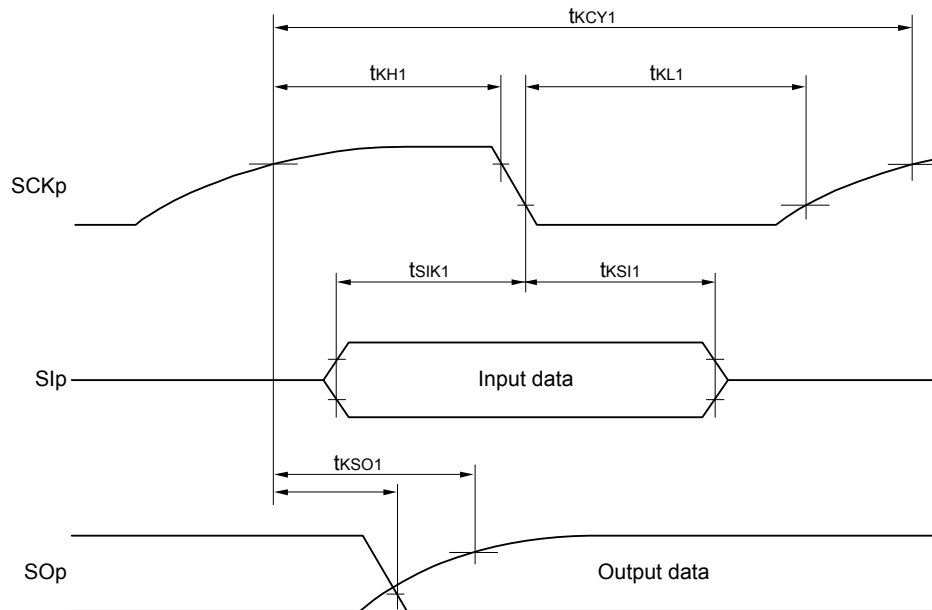 tKCY1
tKH1
tKL1
SCKp
tSIK1
tKSI1
SIp
Input data
tKSO1
SOp
Output data